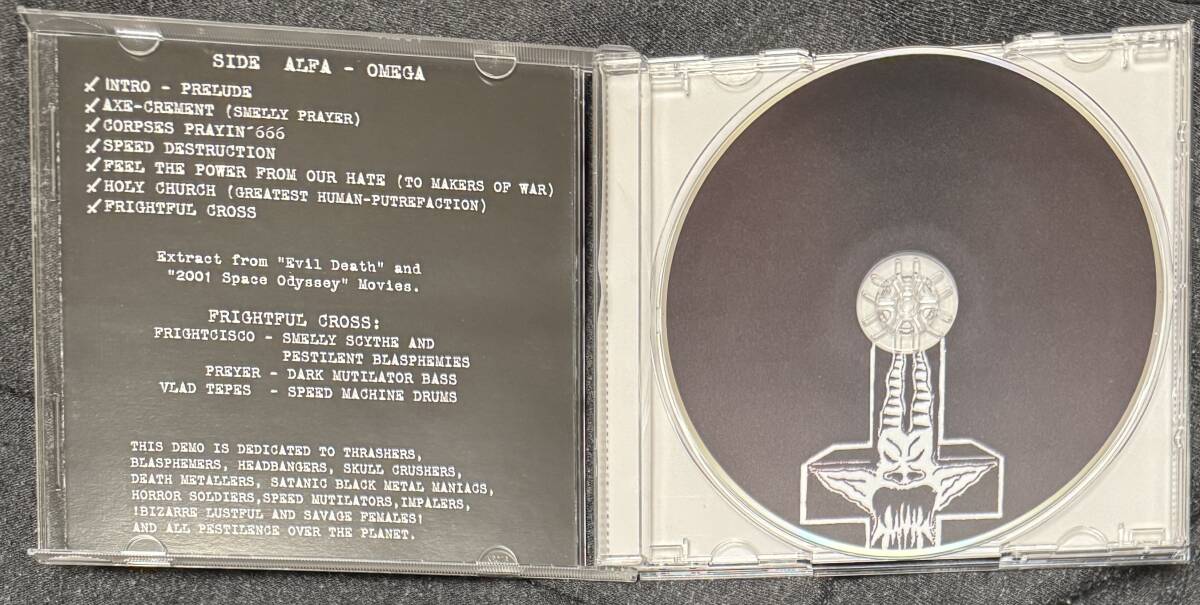 SIDE ALFA - OMEGA
INTRO - PRELUDE
AXE-CREMENT (SMELLY PRAYER)
CORPSES PRAYIN´666
SPEED DESTRUCTION
FEEL THE POWER FROM OUR HATE (TO MAKERS OF WAR)
HOLY CHURCH (GREATEST HUMAN-PUTREFACTION)
FRIGHTFUL CROSS
Extract from "Evil Death" and
"2001 Space Odyssey" Movies.
FRIGHTFUL CROSS:
FRIGHTCISCO - SMELLY SCYTHE AND
PESTILENT BLASPHEMIES
PREYER - DARK MUTILATOR BASS
VLAD TEPES - SPEED MACHINE DRUMS
THIS DEMO IS DEDICATED TO THRASHERS,
BLASPHEMERS, HEADBANGERS, SKULL CRUSHERS,
DEATH METALLERS, SATANIC BLACK METAL MANIACS,
HORROR SOLDIERS,SPEED MUTILATORS,IMPALERS,
!BIZARRE LUSTFUL AND SAVAGE FEMALES!
AND ALL PESTILENCE OVER THE PLANET.